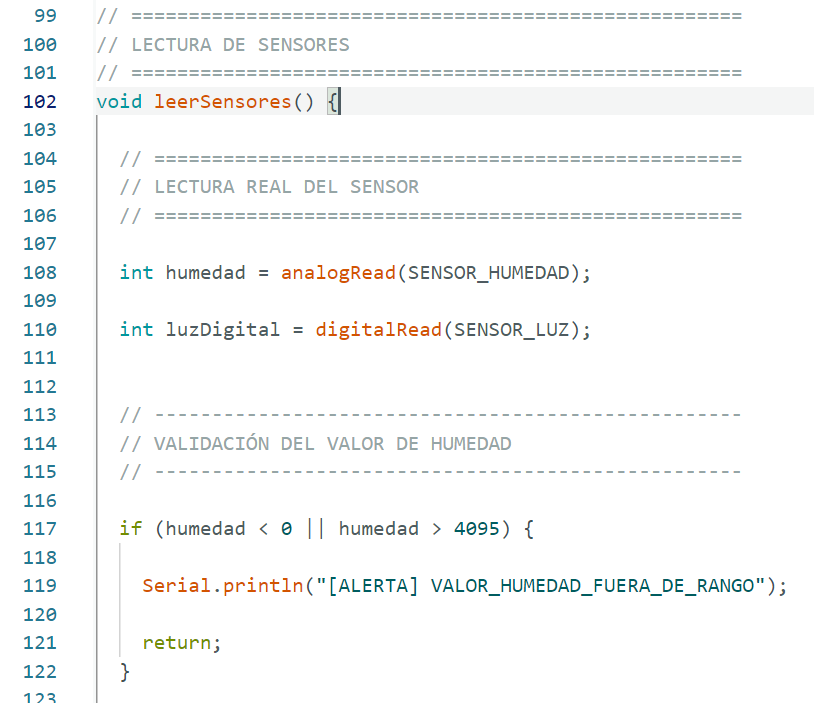 99 // =====================================================
100 // LECTURA DE SENSORES
101 // =====================================================
102 void leerSensores() {
103
104 // ===================================================
105 // LECTURA REAL DEL SENSOR
106 // ===================================================
107
108 int humedad = analogRead(SENSOR_HUMEDAD);
109
110 int luzDigital = digitalRead(SENSOR_LUZ);
111
112
113 // ---------------------------------------------------
114 // VALIDACIÓN DEL VALOR DE HUMEDAD
115 // ---------------------------------------------------
116
117 if (humedad < 0 || humedad > 4095) {
118
119 Serial.println("[ALERTA] VALOR_HUMEDAD_FUERA_DE_RANGO");
120
121 return;
122 }
123